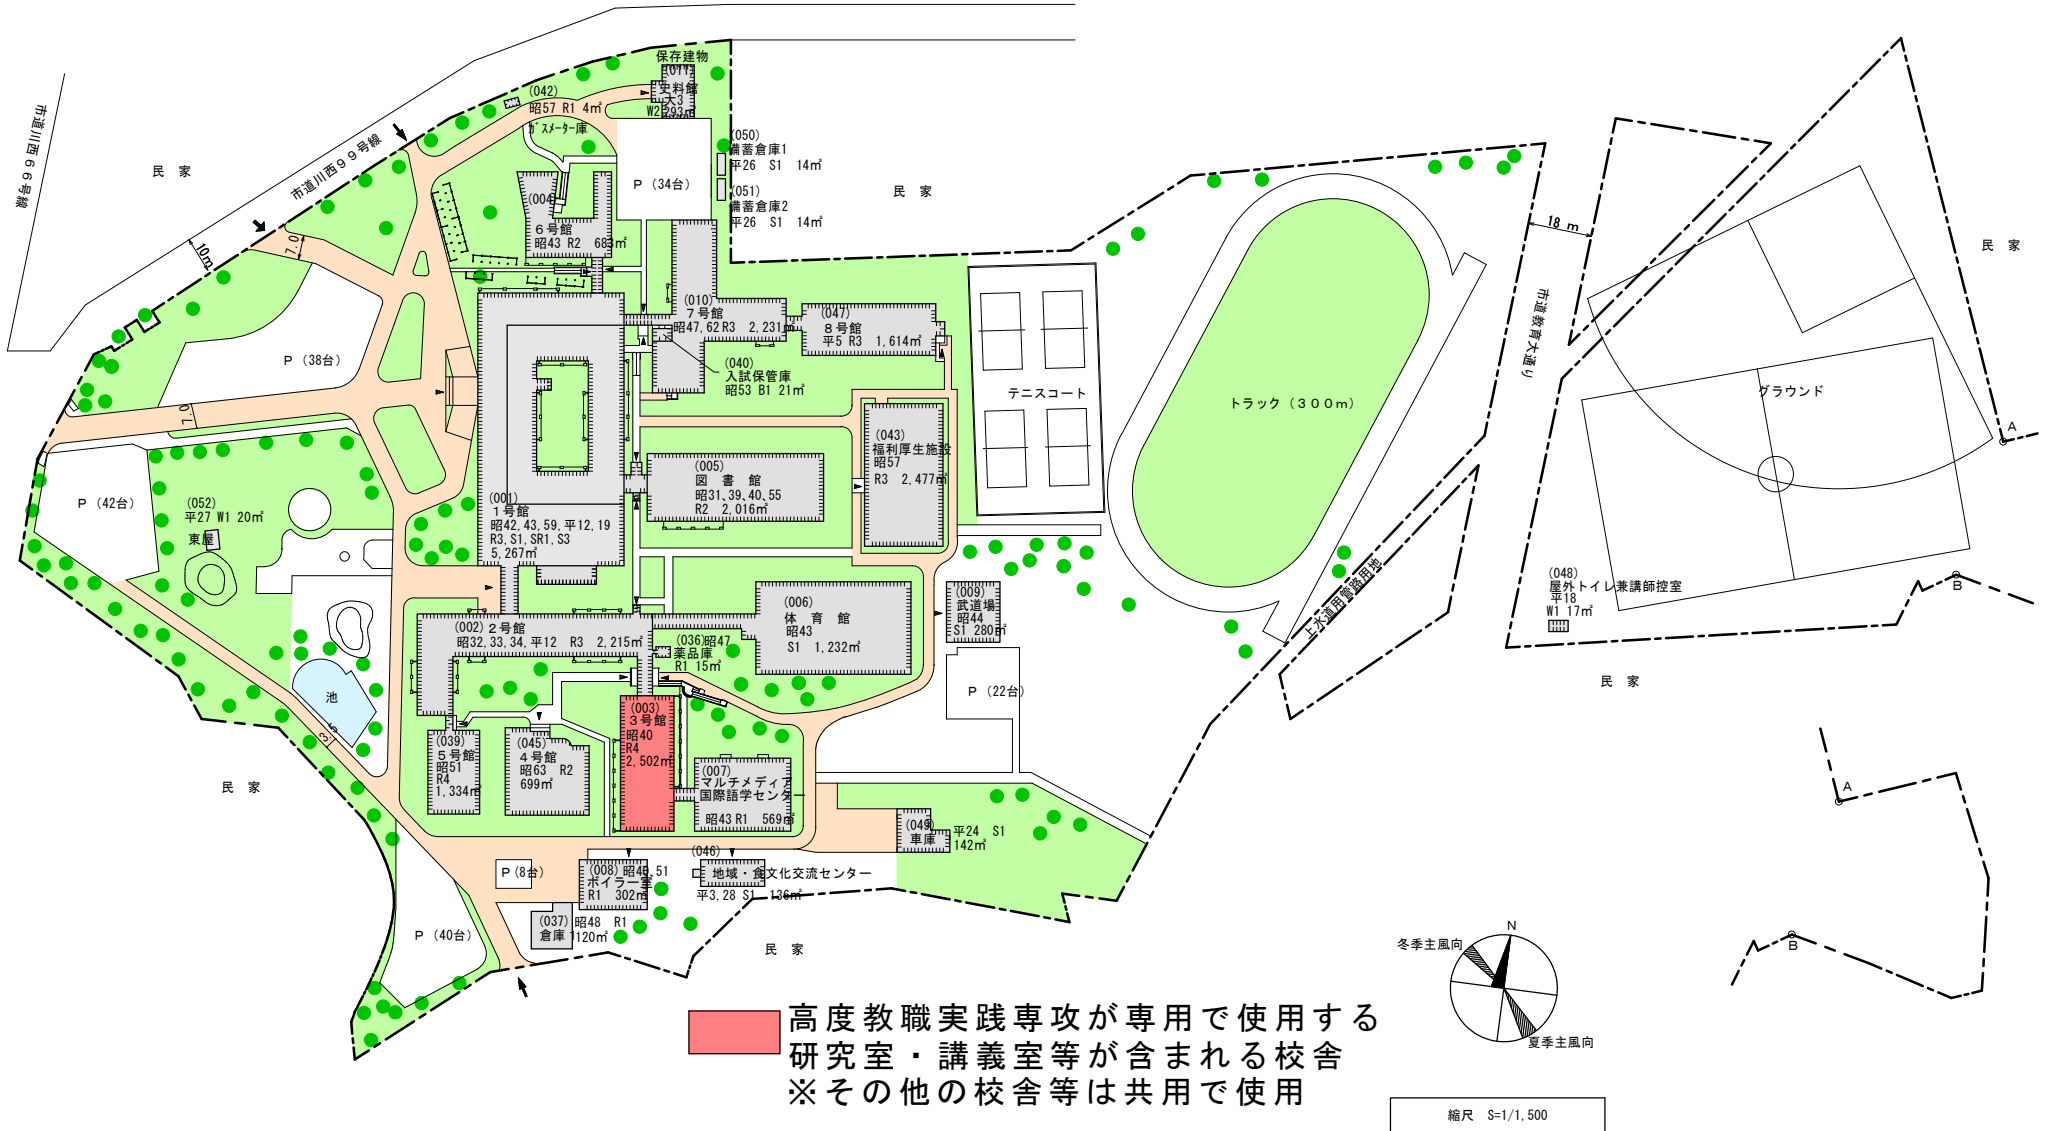 保存建物
(011)
史料館
大3
W2 293㎡
(042)
昭57 R1 4㎡
ガスメーター庫
市道川西66号線
市道川西99号線
民 家
10m
7.0
(050)
備蓄倉庫1
平26 S1 14㎡
(051)
備蓄倉庫2
平26 S1 14㎡
P (34台)
民 家
(004)
6号館
昭43 R2 683㎡
18 m
民 家
(010)
7号館
昭47,62 R3 2,231㎡
(047)
8号館
平5 R3 1,614㎡
(040)
入試保管庫
昭53 B1 21㎡
P (38台)
7.0
テニスコート
トラック(300m)
市道教育大通り
グラウンド
A
(043)
福利厚生施設
昭57
R3 2,477㎡
(005)
図 書 館
昭31,39,40,55
R2 2,016㎡
(001)
1号館
昭42,43,59,平12,19
R3,S1,SR1,S3
5,267㎡
P (42台)
(052)
平27 W1 20㎡
東屋
上水道用管路用地
(048)
屋外トイレ兼講師控室
平18
W1 17㎡
B
(006)
体 育 館
昭43
S1 1,232㎡
(009)
武道場
昭44
S1 280㎡
(002) 2号館
昭32,33,34,平12 R3 2,215㎡
(036) 昭47
薬品庫
R1 15㎡
民 家
P (22台)
池
3.5
(003)
3号館
昭40
R4
2,502㎡
(039)
5号館
昭51
R4
1,334㎡
(045)
4号館
昭63 R2
699㎡
(007)
マルチメディア
国際語学センター
昭43 R1 569㎡
民 家
A
(049)
車庫
平24 S1
142㎡
(046)
地域・食文化交流センター
平3,28 S1 136㎡
P (8台)
(008) 昭40,51
ボイラー室
R1 302㎡
(037) 昭48 R1
倉庫 120㎡
P (40台)
民 家
N
冬季主風向
夏季主風向
B
高度教職実践専攻が専用で使用する
研究室・講義室等が含まれる校舎
※その他の校舎等は共用で使用
縮尺 S=1/1,500